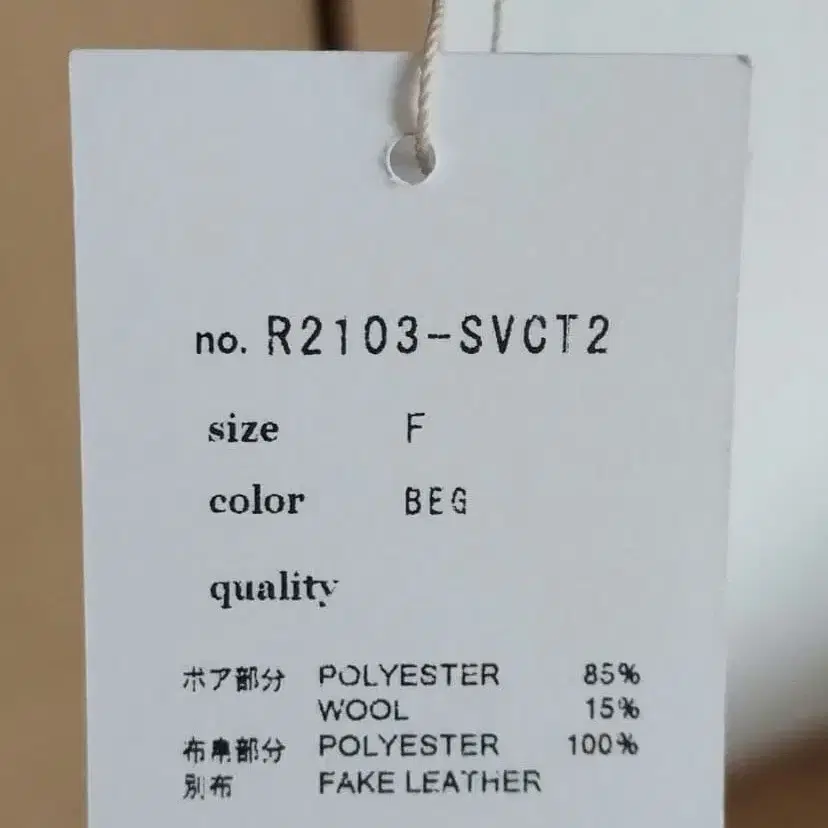 no. R2103-SVCT2
size F
color BEG
quality
ボア部分 POLYESTER 85%
WOOL 15%
布帛部分 POLYESTER 100%
別布 FAKE LEATHER